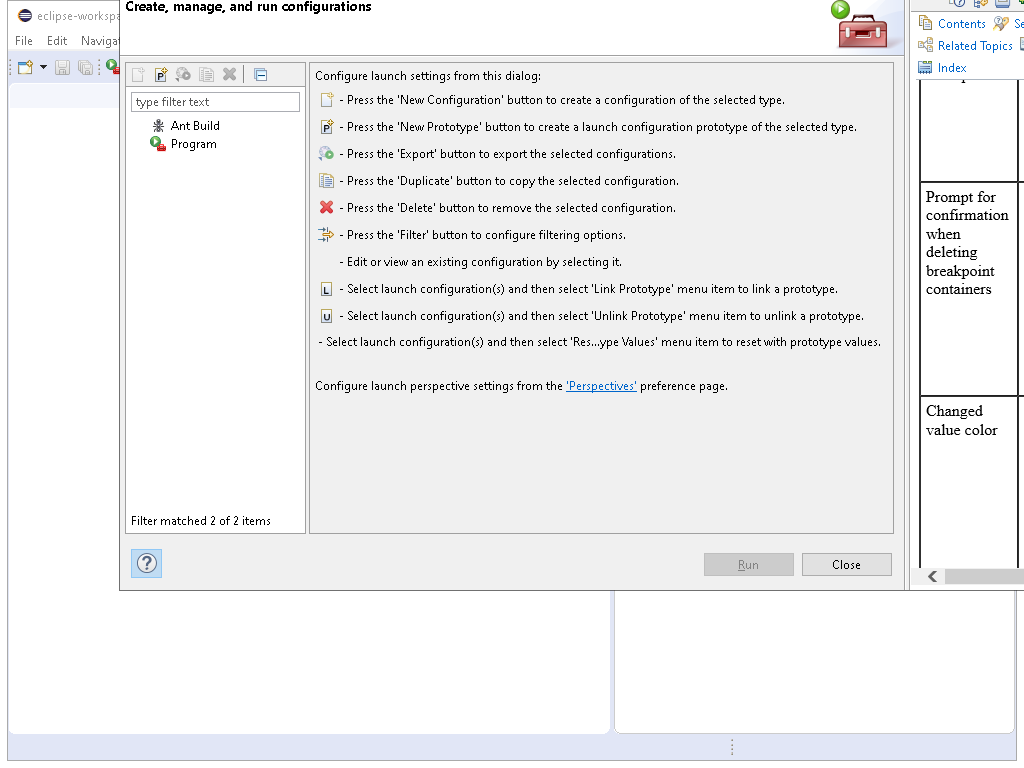 Create, manage, and run configurations
eclipse-workspa
File Edit Naviga
Contents
Se
Related Topics
Index
type filter text
Ant Build
Program
Filter matched 2 of 2 items
Configure launch settings from this dialog:
- Press the 'New Configuration' button to create a configuration of the selected type.
- Press the 'New Prototype' button to create a launch configuration prototype of the selected type.
- Press the 'Export' button to export the selected configurations.
- Press the 'Duplicate' button to copy the selected configuration.
- Press the 'Delete' button to remove the selected configuration.
- Press the 'Filter' button to configure filtering options.
- Edit or view an existing configuration by selecting it.
- Select launch configuration(s) and then select 'Link Prototype' menu item to link a prototype.
- Select launch configuration(s) and then select 'Unlink Prototype' menu item to unlink a prototype.
- Select launch configuration(s) and then select 'Res...ype Values' menu item to reset with prototype values.
Configure launch perspective settings from the 'Perspectives' preference page.
Run
Close
Prompt for
confirmation
when
deleting
breakpoint
containers
Changed
value color